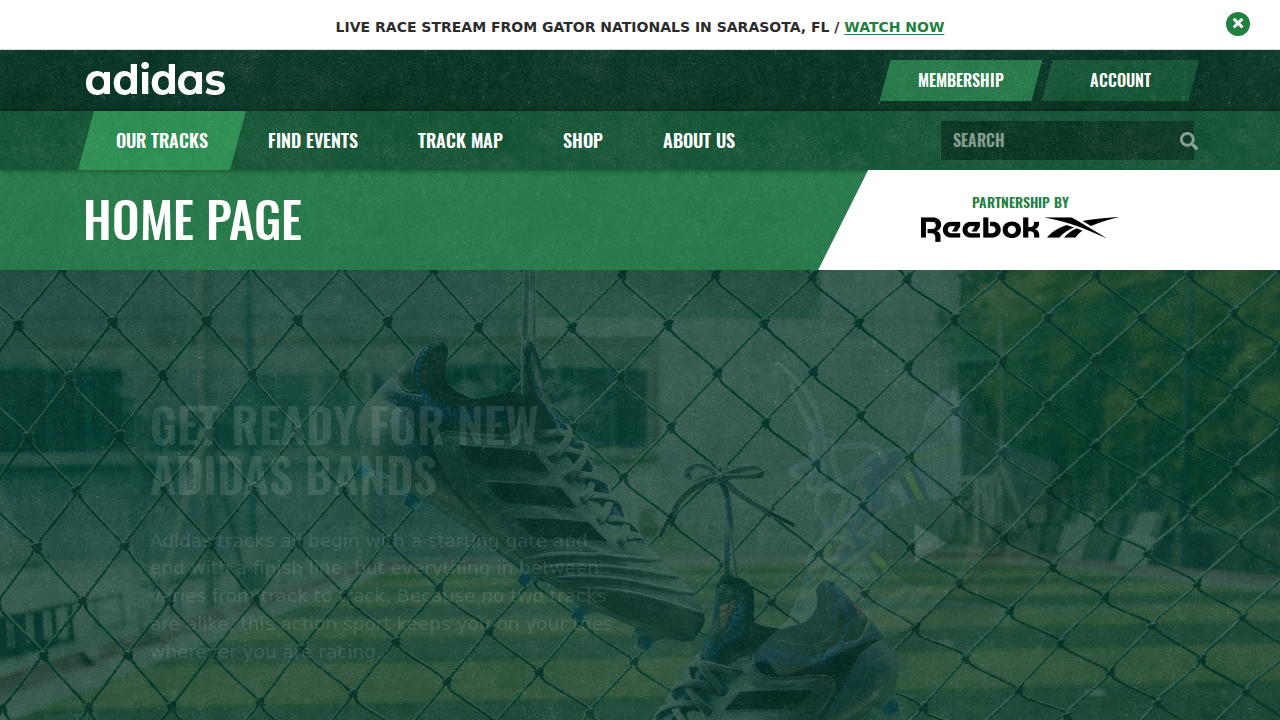 LIVE RACE STREAM FROM GATOR NATIONALS IN SARASOTA, FL / WATCH NOW
adidas
MEMBERSHIP
ACCOUNT
OUR TRACKS
FIND EVENTS
TRACK MAP
SHOP
ABOUT US
SEARCH
HOME PAGE
PARTNERSHIP BY
Reebok
GET READY FOR NEW
ADIDAS BANDS
Adidas tracks all begin with a starting gate and
end with a finish line, but everything in between
varies from track to track. Because no two tracks
are alike, this action sport keeps you on your toes
wherever you are racing.